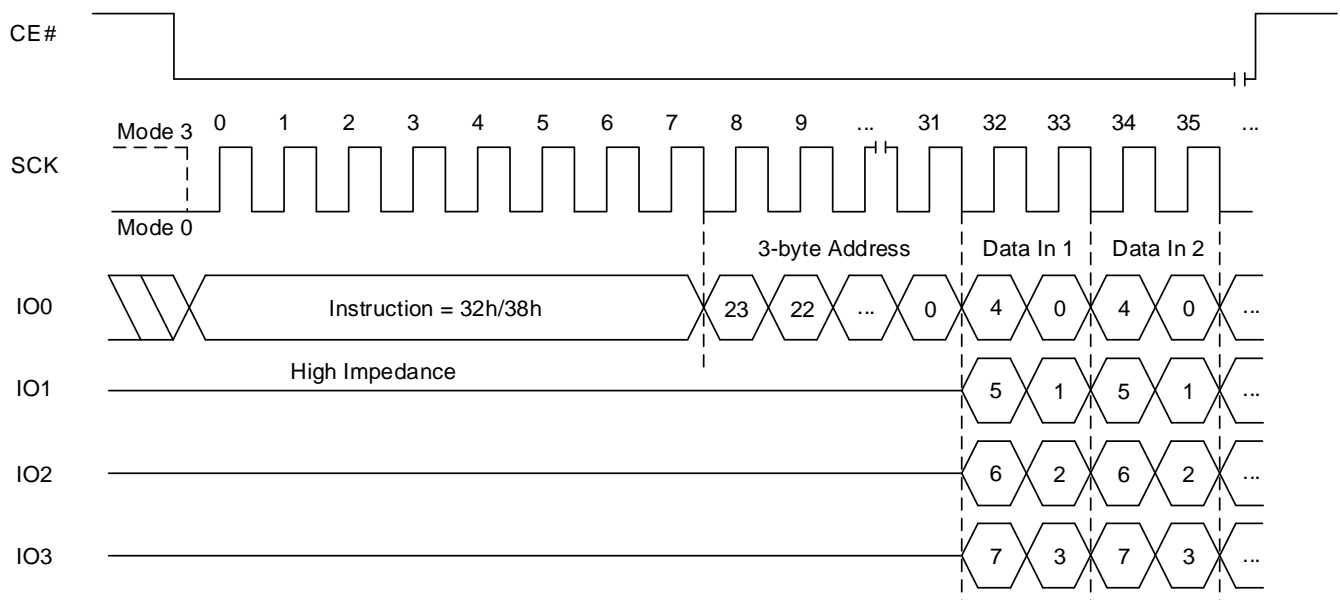 CE#
Mode 3 0 1 2 3 4 5 6 7 8 9 ... 31 32 33 34 35 ...
SCK
Mode 0
3-byte Address Data In 1 Data In 2
IO0 Instruction = 32h/38h 23 22 ... 0 4 0 4 0 ...
High Impedance
IO1 5 1 5 1 ...
IO2 6 2 6 2 ...
IO3 7 3 7 3 ...